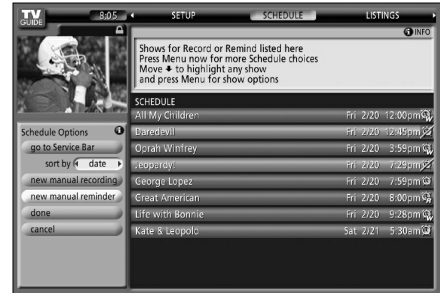 TV GUIDE
8:05
SETUP
SCHEDULE
LISTINGS
INFO
Shows for Record or Remind listed here
Press Menu now for more Schedule choices
Move to highlight any show
and press Menu for show options
SCHEDULE
All My Children Fri 2/20 12:00pm
Daredevil Fri 2/20 12:45pm
Oprah Winfrey Fri 2/20 3:59pm
Jeopardy! Fri 2/20 7:29pm
George Lopez Fri 2/20 7:59pm
Great American Fri 2/20 8:00pm
Life with Bonnie Fri 2/20 9:28pm
Kate & Leopold Sat 2/21 5:30am
Schedule Options
go to Service Bar
sort by date
new manual recording
new manual reminder
done
cancel